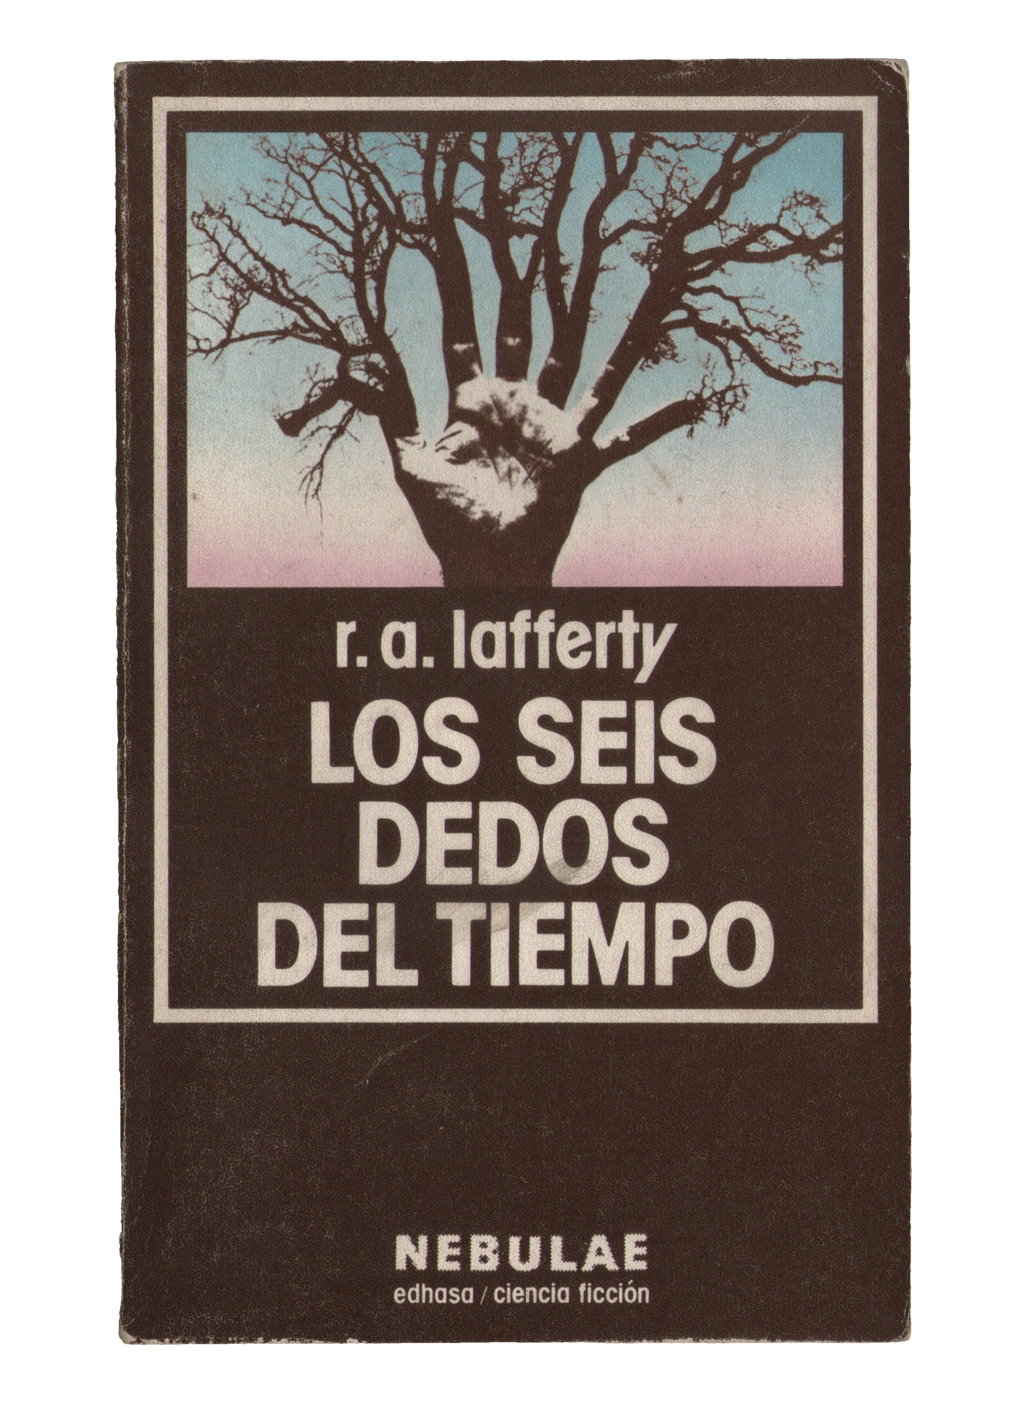 r. a. lafferty
LOS SEIS
DEDOS
DEL TIEMPO
NEBULAE
edhasa / ciencia ficción